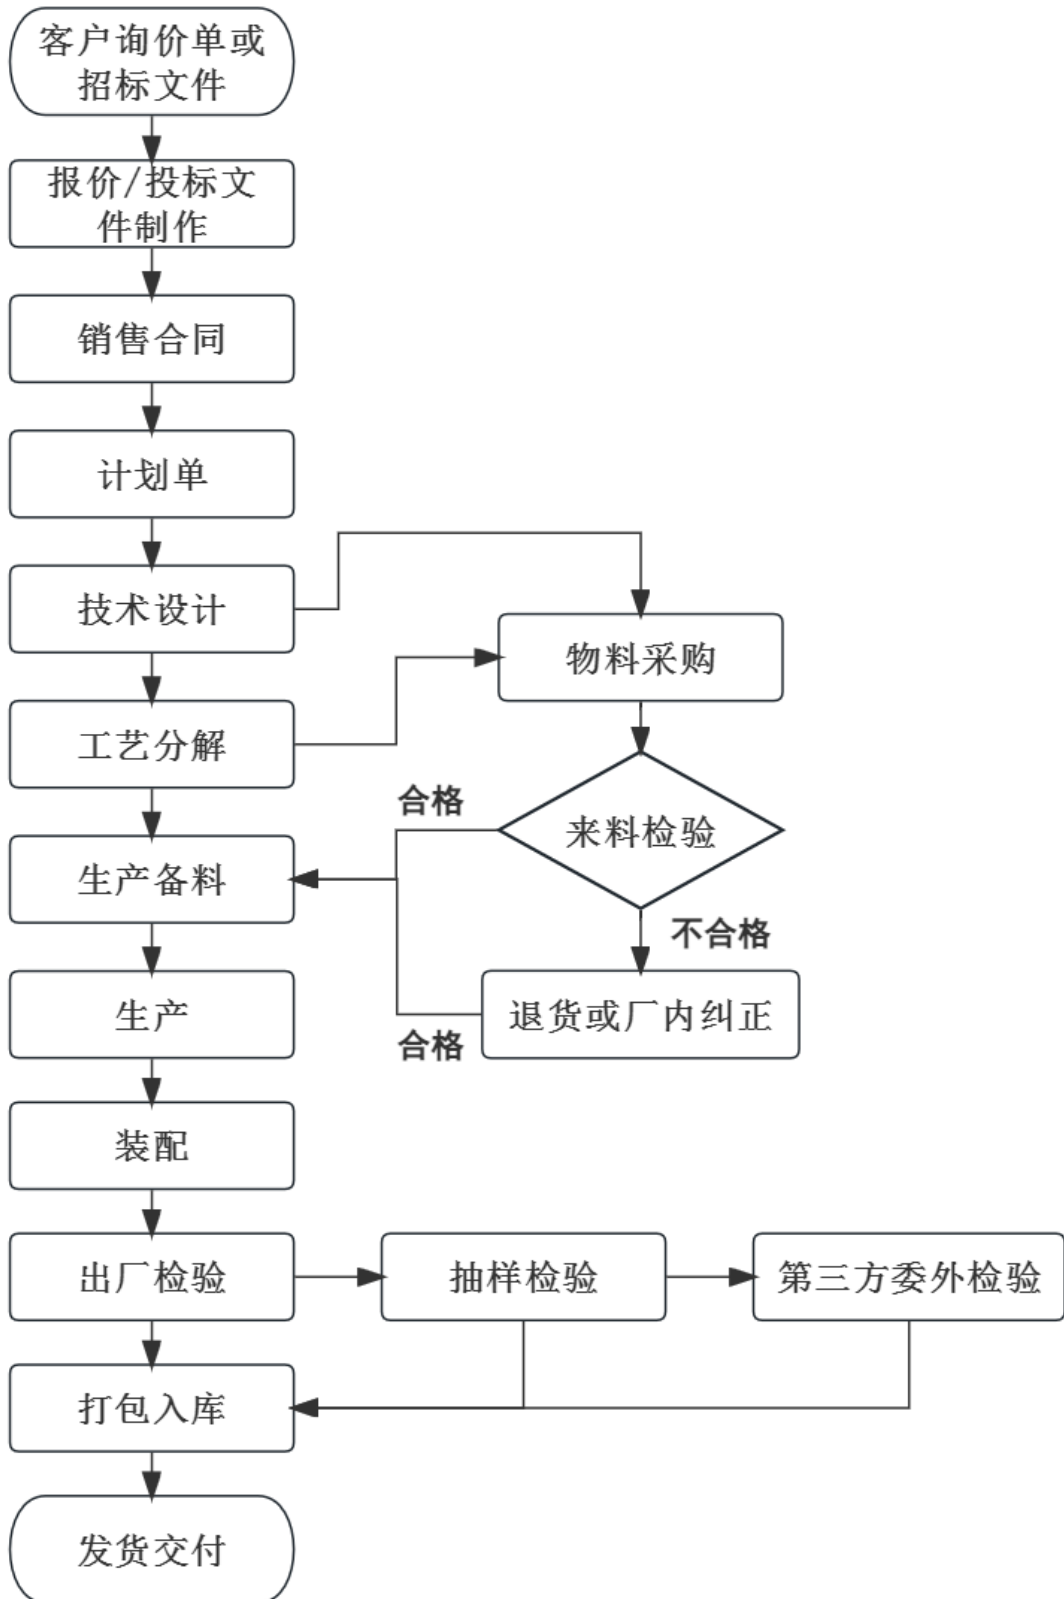 客户询价单或
招标文件
报价/投标文
件制作
销售合同
计划单
技术设计
物料采购
工艺分解
合格
来料检验
生产备料
不合格
生产
退货或厂内纠正
合格
装配
出厂检验
抽样检验
第三方委外检验
打包入库
发货交付